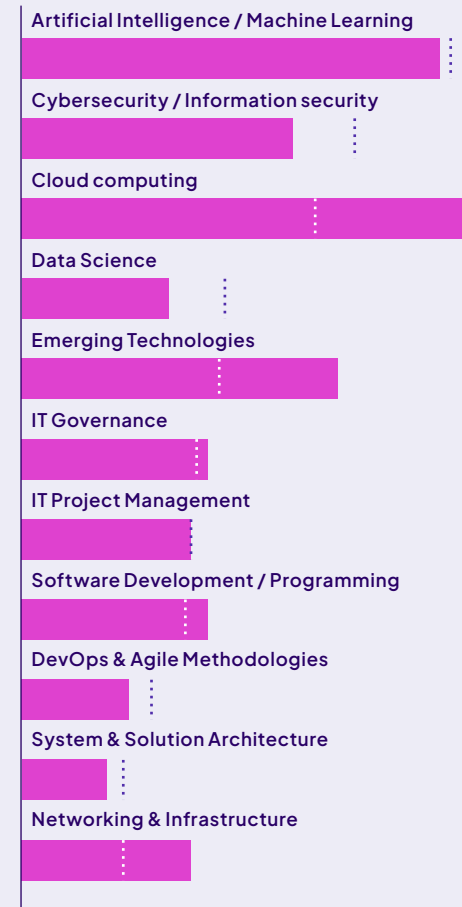 Artificial Intelligence / Machine Learning
Cybersecurity / Information security
Cloud computing
Data Science
Emerging Technologies
IT Governance
IT Project Management
Software Development / Programming
DevOps & Agile Methodologies
System & Solution Architecture
Networking & Infrastructure